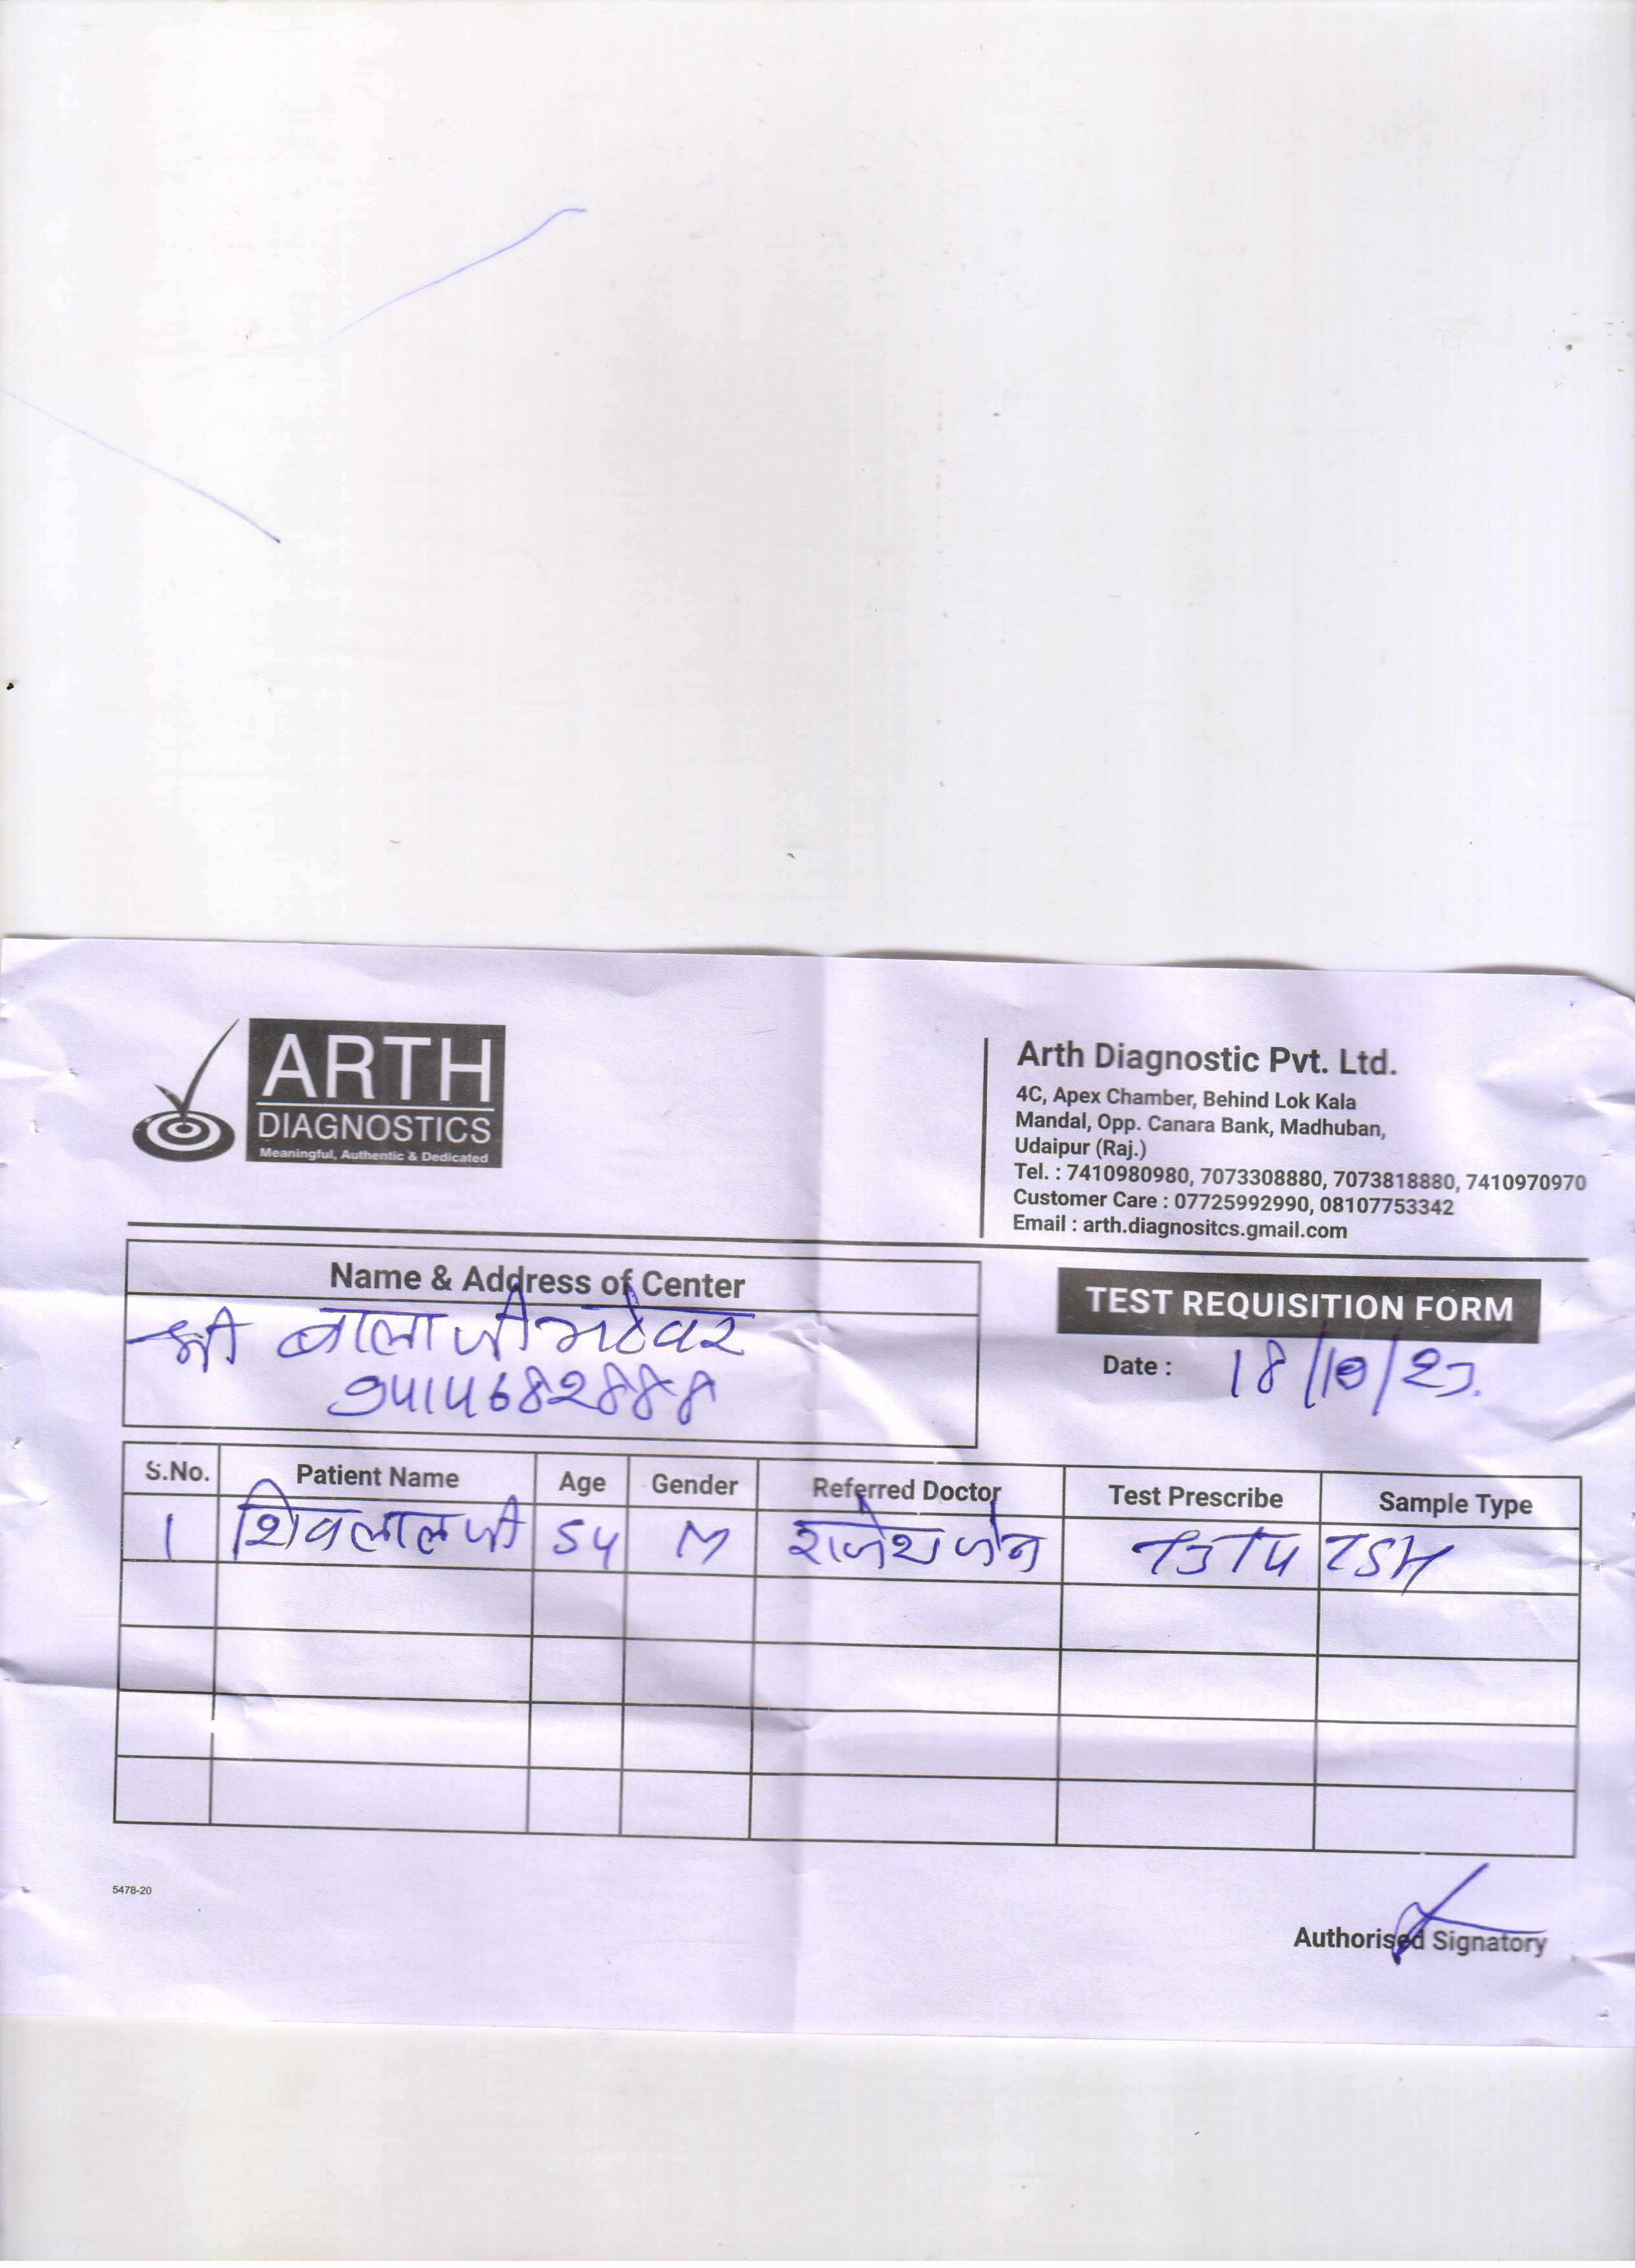 ARTH
DIAGNOSTICS
Meaningful, Authentic & Dedicated
Arth Diagnostic Pvt. Ltd.
4C, Apex Chamber, Behind Lok Kala
Mandal, Opp. Canara Bank, Madhuban,
Udaipur (Raj.)
Tel. : 7410980980, 7073308880, 7073818880, 7410970970
Customer Care : 07725992990, 08107753342
Email : arth.diagnositcs.gmail.com
Name & Address of Center
श्री बालाजी
9414682888
TEST REQUISITION FORM
Date : 18/10/23
S.No. Patient Name Age Gender Referred Doctor Test Prescribe Sample Type
1 शिवलालजी 54 M राजेश जैन T3 T4 TSH
5478-20
Authorised Signatory